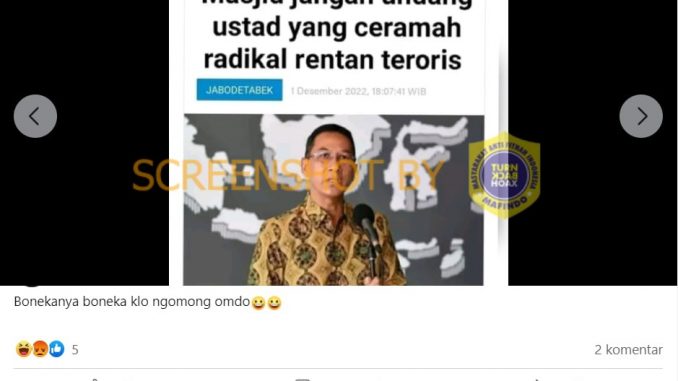 Masjid jangan undang
ustad yang ceramah
radikal rentan teroris
JABODETABEK
1 Desember 2022, 18:07:41 WIB
SCREENSHOT BY
MASYARAKAT ANTI FITNAH INDONESIA
TURN
BACK
HOAX
MAFINDO
Bonekanya boneka klo ngomong omdo😀😀
5
2 komentar